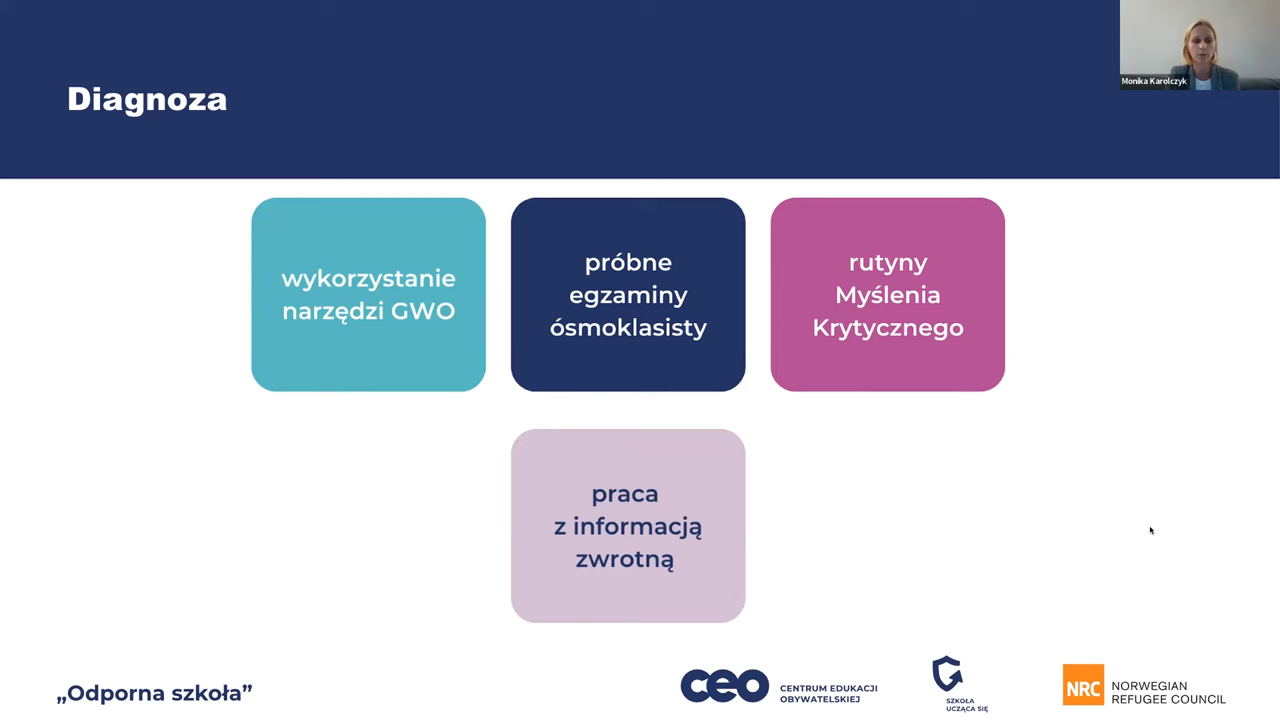 Diagnoza
Monika Karolczyk
wykorzystanie
narzędzi GWO
próbne
egzaminy
ósmoklasisty
rutyny
Myślenia
Krytycznego
praca
z informacją
zwrotną
„Odporna szkoła”
ceo
CENTRUM EDUKACJI
OBYWATELSKIEJ
SZKOŁA
UCZĄCA SIĘ
NRC
NORWEGIAN
REFUGEE COUNCIL